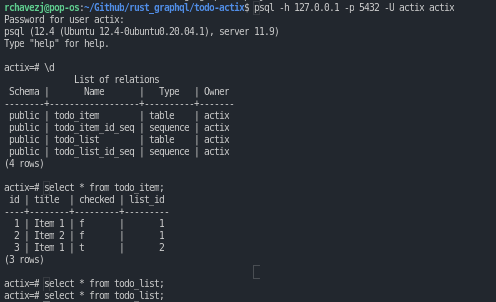 rchavezj@pop-os:~/Github/rust_graphql/todo-actix$ psql -h 127.0.0.1 -p 5432 -U actix actix
Password for user actix:
psql (12.4 (Ubuntu 12.4-0ubuntu0.20.04.1), server 11.9)
Type "help" for help.

actix=# \d
              List of relations
 Schema |       Name       |   Type   | Owner
--------+------------------+----------+-------
 public | todo_item        | table    | actix
 public | todo_item_id_seq | sequence | actix
 public | todo_list        | table    | actix
 public | todo_list_id_seq | sequence | actix
(4 rows)

actix=# select * from todo_item;
 id | title  | checked | list_id
----+--------+---------+---------
  1 | Item 1 | f       |       1
  2 | Item 2 | f       |       1
  3 | Item 1 | t       |       2
(3 rows)

actix=# select * from todo_list;
actix=# select * from todo_list;